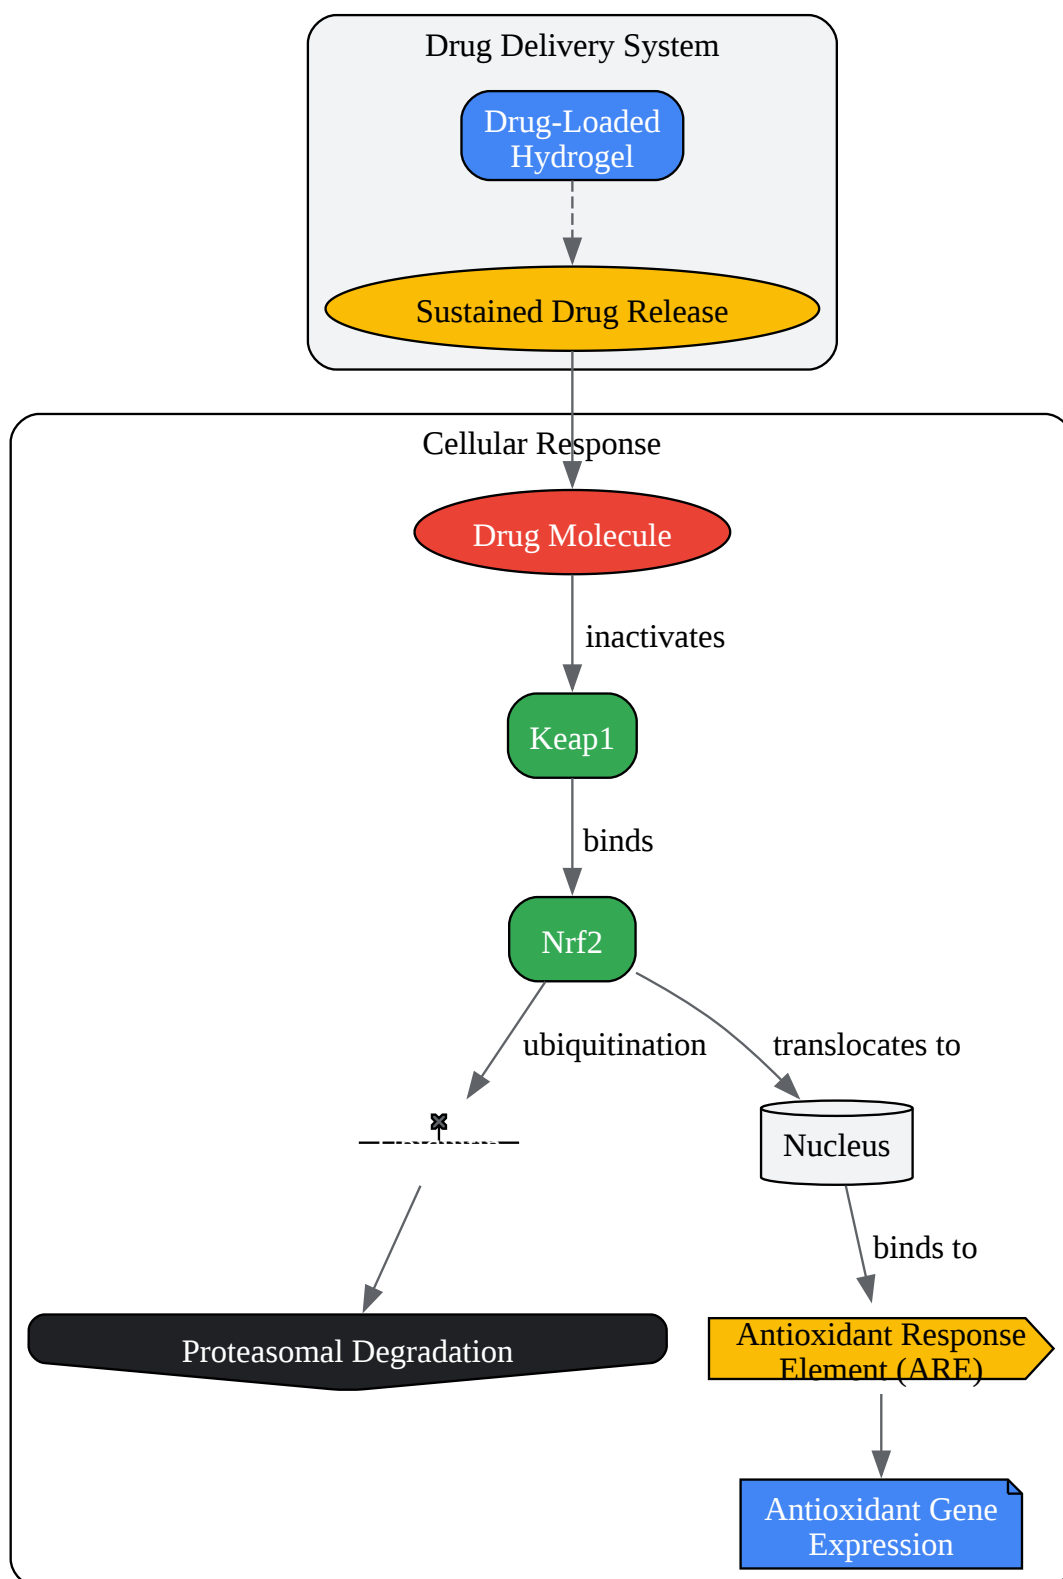 Drug Delivery System
Drug-Loaded
Hydrogel
Sustained Drug Release
Cellular Response
Drug Molecule
inactivates
Keap1
binds
Nrf2
ubiquitination
translocates to
Nucleus
binds to
Proteasomal Degradation
Antioxidant Response
Element (ARE)
Antioxidant Gene
Expression